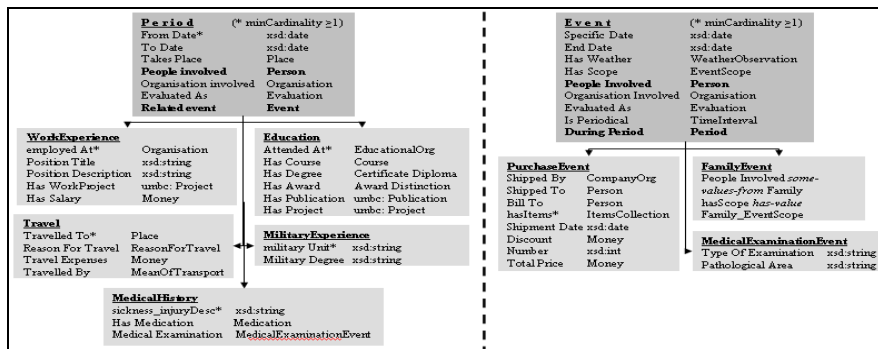 Period (* minCardinality ≥1)
From Date* xsd:date
To Date xsd:date
Takes Place Place
People involved Person
Organisation involved Organisation
Evaluated As Evaluation
Related event Event
WorkExperience
employed At* Organisation
Position Title xsd:string
Position Description xsd:string
Has WorkProject umbc: Project
Has Salary Money
Education
Attended At* EducationalOrg
Has Course Course
Has Degree Certificate Diploma
Has Award Award Distinction
Has Publication umbc: Publication
Has Project umbc: Project
Travel
Travelled To* Place
Reason For Travel ReasonForTravel
Travel Expenses Money
Travelled By MeanOfTransport
MilitaryExperience
military Unit* xsd:string
Military Degree xsd:string
MedicalHistory
sickness_injuryDesc* xsd:string
Has Medication Medication
Medical Examination MedicalExaminationEvent
Event (* minCardinality ≥1)
Specific Date xsd:date
End Date xsd:date
Has Weather WeatherObservation
Has Scope EventScope
People Involved Person
Organisation Involved Organisation
Evaluated As Evaluation
Is Periodical TimeInterval
During Period Period
PurchaseEvent
Shipped By CompanyOrg
Shipped To Person
Bill To Person
hasItems* ItemsCollection
Shipment Date xsd:date
Discount Money
Number xsd:int
Total Price Money
FamilyEvent
People Involved some-
values-from Family
hasScope has-value
Family_EventScope
MedicalExaminationEvent
Type Of Examination xsd:string
Pathological Area xsd:string